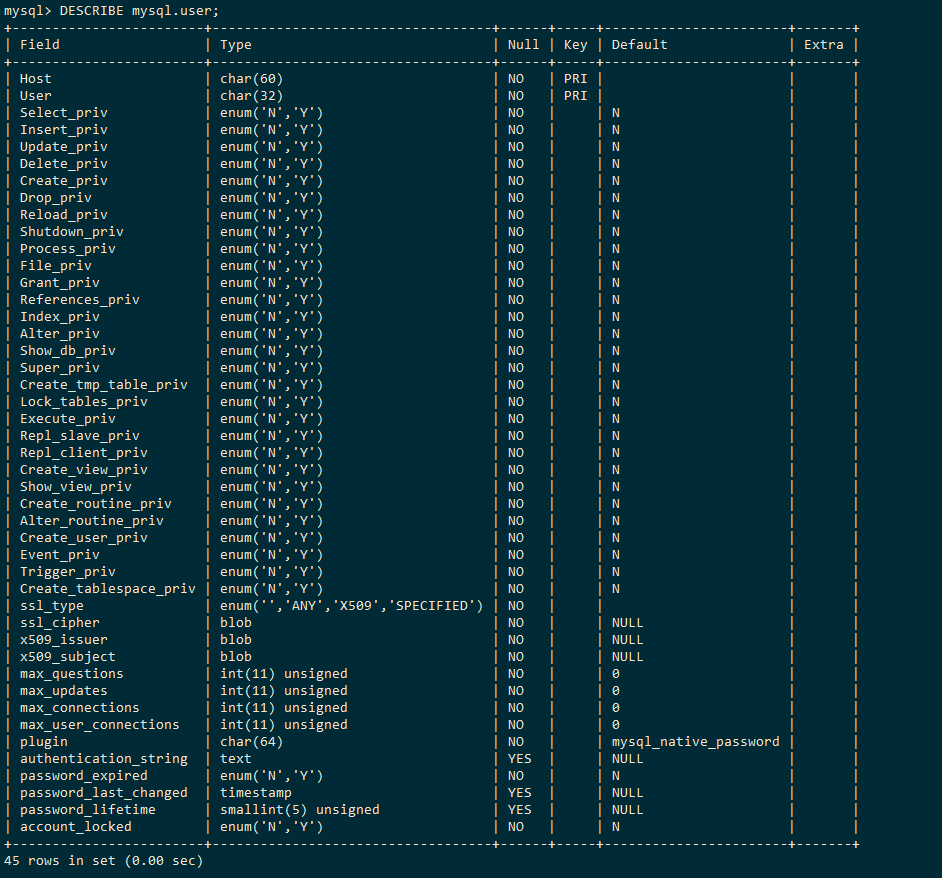 mysql> DESCRIBE mysql.user;
+------------------------+-----------------------------------+------+-----+-----------------------+-------+
| Field                  | Type                              | Null | Key | Default               | Extra |
+------------------------+-----------------------------------+------+-----+-----------------------+-------+
| Host                   | char(60)                          | NO   | PRI |                       |       |
| User                   | char(32)                          | NO   | PRI |                       |       |
| Select_priv            | enum('N','Y')                     | NO   |     | N                     |       |
| Insert_priv            | enum('N','Y')                     | NO   |     | N                     |       |
| Update_priv            | enum('N','Y')                     | NO   |     | N                     |       |
| Delete_priv            | enum('N','Y')                     | NO   |     | N                     |       |
| Create_priv            | enum('N','Y')                     | NO   |     | N                     |       |
| Drop_priv              | enum('N','Y')                     | NO   |     | N                     |       |
| Reload_priv            | enum('N','Y')                     | NO   |     | N                     |       |
| Shutdown_priv          | enum('N','Y')                     | NO   |     | N                     |       |
| Process_priv           | enum('N','Y')                     | NO   |     | N                     |       |
| File_priv              | enum('N','Y')                     | NO   |     | N                     |       |
| Grant_priv             | enum('N','Y')                     | NO   |     | N                     |       |
| References_priv        | enum('N','Y')                     | NO   |     | N                     |       |
| Index_priv             | enum('N','Y')                     | NO   |     | N                     |       |
| Alter_priv             | enum('N','Y')                     | NO   |     | N                     |       |
| Show_db_priv           | enum('N','Y')                     | NO   |     | N                     |       |
| Super_priv             | enum('N','Y')                     | NO   |     | N                     |       |
| Create_tmp_table_priv  | enum('N','Y')                     | NO   |     | N                     |       |
| Lock_tables_priv       | enum('N','Y')                     | NO   |     | N                     |       |
| Execute_priv           | enum('N','Y')                     | NO   |     | N                     |       |
| Repl_slave_priv        | enum('N','Y')                     | NO   |     | N                     |       |
| Repl_client_priv       | enum('N','Y')                     | NO   |     | N                     |       |
| Create_view_priv       | enum('N','Y')                     | NO   |     | N                     |       |
| Show_view_priv         | enum('N','Y')                     | NO   |     | N                     |       |
| Create_routine_priv    | enum('N','Y')                     | NO   |     | N                     |       |
| Alter_routine_priv     | enum('N','Y')                     | NO   |     | N                     |       |
| Create_user_priv       | enum('N','Y')                     | NO   |     | N                     |       |
| Event_priv             | enum('N','Y')                     | NO   |     | N                     |       |
| Trigger_priv           | enum('N','Y')                     | NO   |     | N                     |       |
| Create_tablespace_priv | enum('N','Y')                     | NO   |     | N                     |       |
| ssl_type               | enum('','ANY','X509','SPECIFIED') | NO   |     |                       |       |
| ssl_cipher             | blob                              | NO   |     | NULL                  |       |
| x509_issuer            | blob                              | NO   |     | NULL                  |       |
| x509_subject           | blob                              | NO   |     | NULL                  |       |
| max_questions          | int(11) unsigned                  | NO   |     | 0                     |       |
| max_updates            | int(11) unsigned                  | NO   |     | 0                     |       |
| max_connections        | int(11) unsigned                  | NO   |     | 0                     |       |
| max_user_connections   | int(11) unsigned                  | NO   |     | 0                     |       |
| plugin                 | char(64)                          | NO   |     | mysql_native_password |       |
| authentication_string  | text                              | YES  |     | NULL                  |       |
| password_expired       | enum('N','Y')                     | NO   |     | N                     |       |
| password_last_changed  | timestamp                         | YES  |     | NULL                  |       |
| password_lifetime      | smallint(5) unsigned              | YES  |     | NULL                  |       |
| account_locked         | enum('N','Y')                     | NO   |     | N                     |       |
+------------------------+-----------------------------------+------+-----+-----------------------+-------+
45 rows in set (0.00 sec)